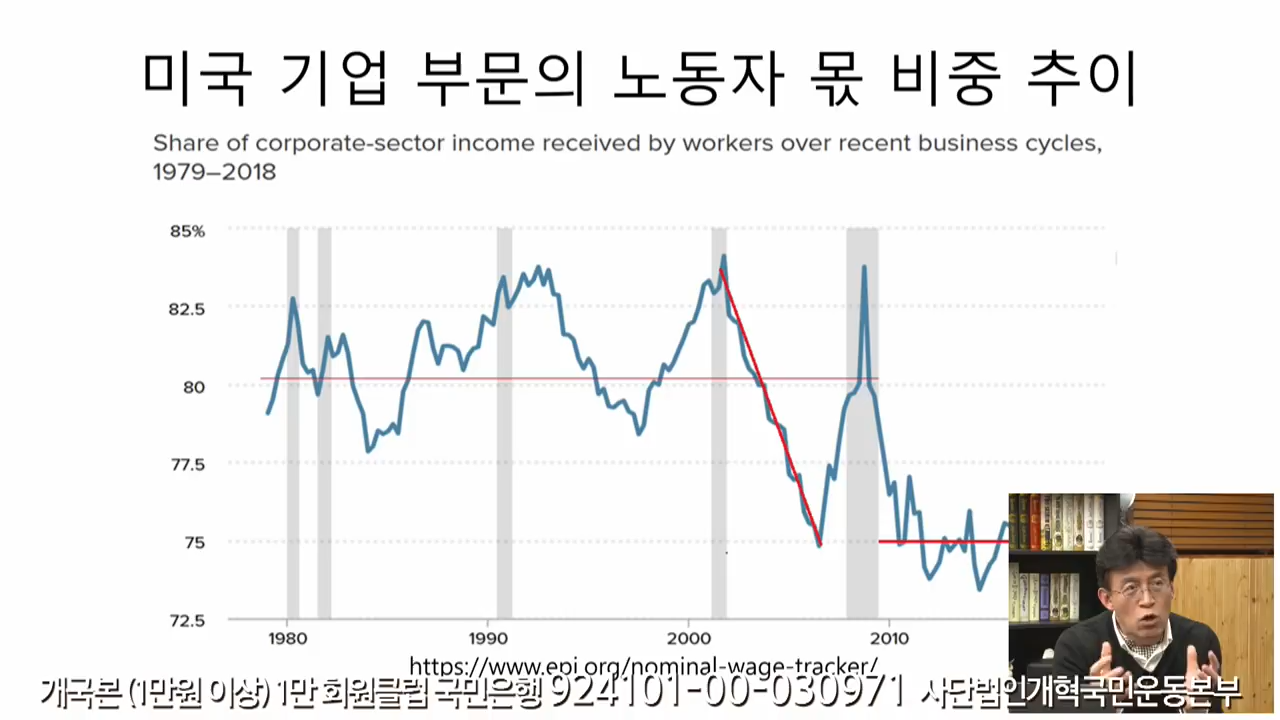 미국 기업 부문의 노동자 몫 비중 추이
Share of corporate-sector income received by workers over recent business cycles,
1979–2018
85%
82.5
80
77.5
75
72.5
1980
1990
2000
2010
https://www.epi.org/nominal-wage-tracker/
개국본 (1만원 이상) 1만 회원클럽 국민은행 924101-00-030971 사단법인개혁국민운동본부